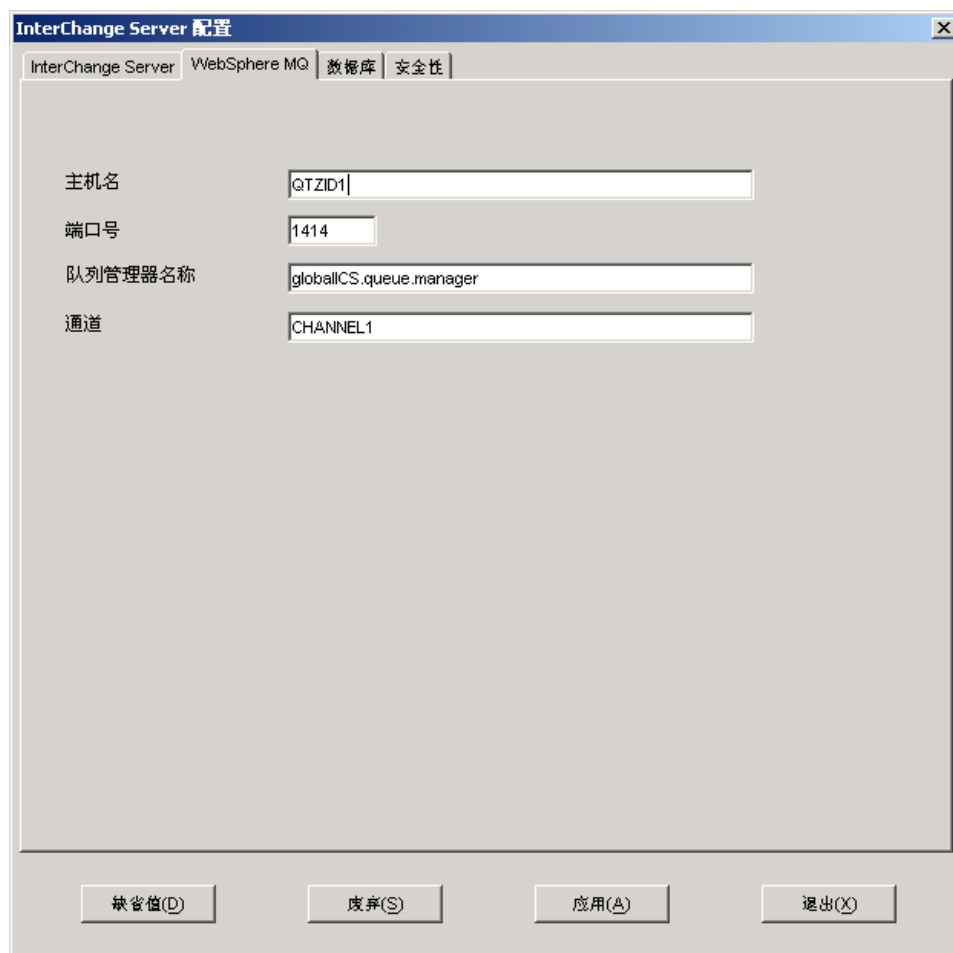 InterChange Server 配置
InterChange Server WebSphere MQ 数据库 安全性
主机名 QTZID1
端口号 1414
队列管理器名称 globalICS.queue.manager
通道 CHANNEL1
缺省值(D) 废弃(S) 应用(A) 退出(X)